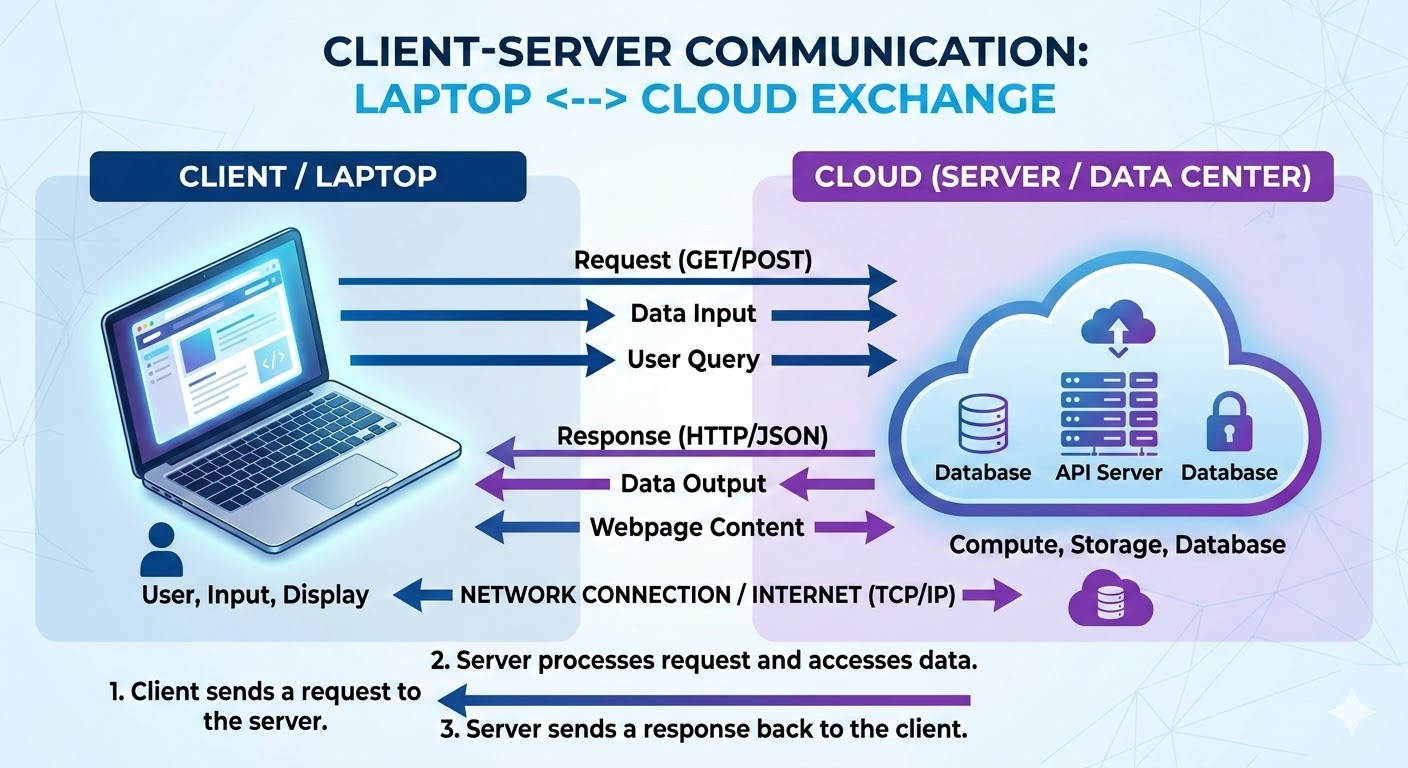 CLIENT-SERVER COMMUNICATION:
LAPTOP <--> CLOUD EXCHANGE
CLIENT / LAPTOP
CLOUD (SERVER / DATA CENTER)
Request (GET/POST)
Data Input
User Query
</>
Response (HTTP/JSON)
Data Output
Webpage Content
Database
API Server
Database
Compute, Storage, Database
User, Input, Display
NETWORK CONNECTION / INTERNET (TCP/IP)
1. Client sends a request to
the server.
2. Server processes request and accesses data.
3. Server sends a response back to the client.